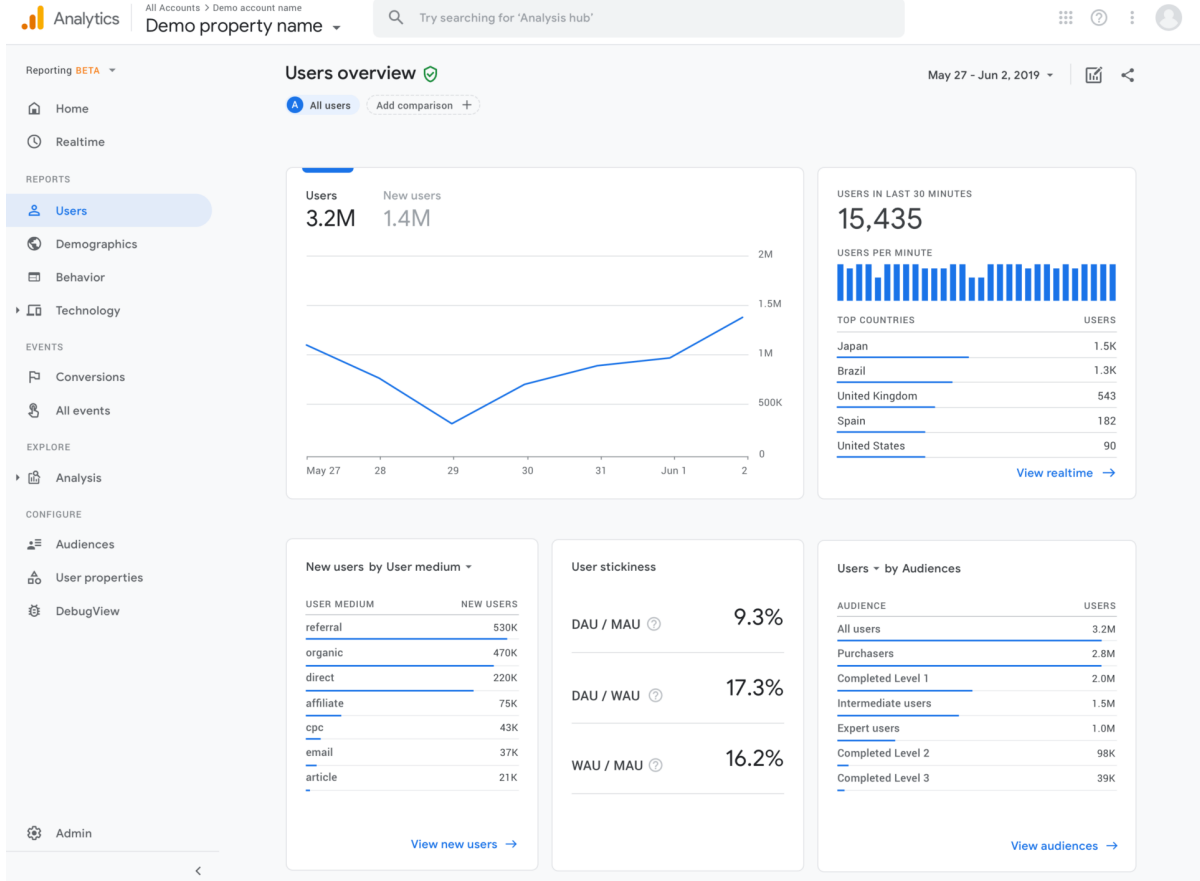 Analytics
All Accounts > Demo account name
Demo property name
Try searching for 'Analysis hub'
Reporting BETA
Home
Realtime
REPORTS
Users
Demographics
Behavior
Technology
EVENTS
Conversions
All events
EXPLORE
Analysis
CONFIGURE
Audiences
User properties
DebugView
Admin
Users overview
May 27 - Jun 2, 2019
A All users
Add comparison +
Users
3.2M
New users
1.4M
2M
1.5M
1M
500K
0
May 27 28 29 30 31 Jun 1 2
USERS IN LAST 30 MINUTES
15,435
USERS PER MINUTE
TOP COUNTRIES USERS
Japan 1.5K
Brazil 1.3K
United Kingdom 543
Spain 182
United States 90
View realtime
New users by User medium
USER MEDIUM NEW USERS
referral 530K
organic 470K
direct 220K
affiliate 75K
cpc 43K
email 37K
article 21K
View new users
User stickiness
DAU / MAU 9.3%
DAU / WAU 17.3%
WAU / MAU 16.2%
Users by Audiences
AUDIENCE USERS
All users 3.2M
Purchasers 2.8M
Completed Level 1 2.0M
Intermediate users 1.5M
Expert users 1.0M
Completed Level 2 98K
Completed Level 3 39K
View audiences